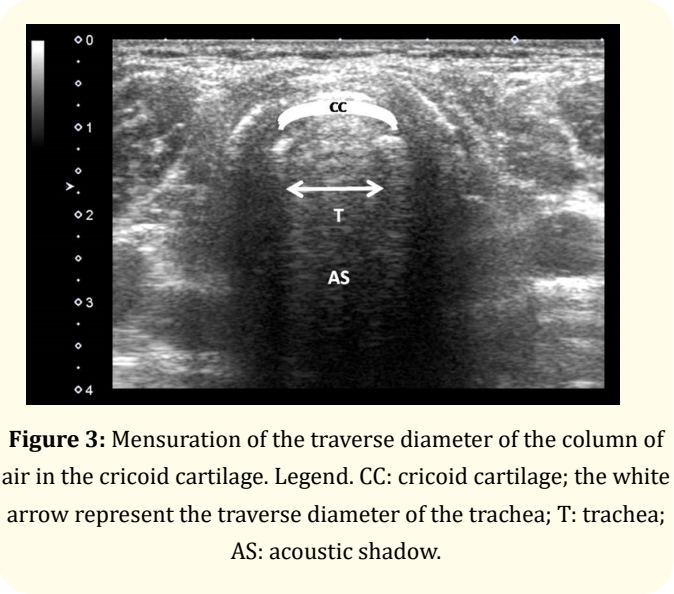 0
CC
1
2
T
AS
3
4
Figure 3: Mensuration of the traverse diameter of the column of
air in the cricoid cartilage. Legend. CC: cricoid cartilage; the white
arrow represent the traverse diameter of the trachea; T: trachea;
AS: acoustic shadow.